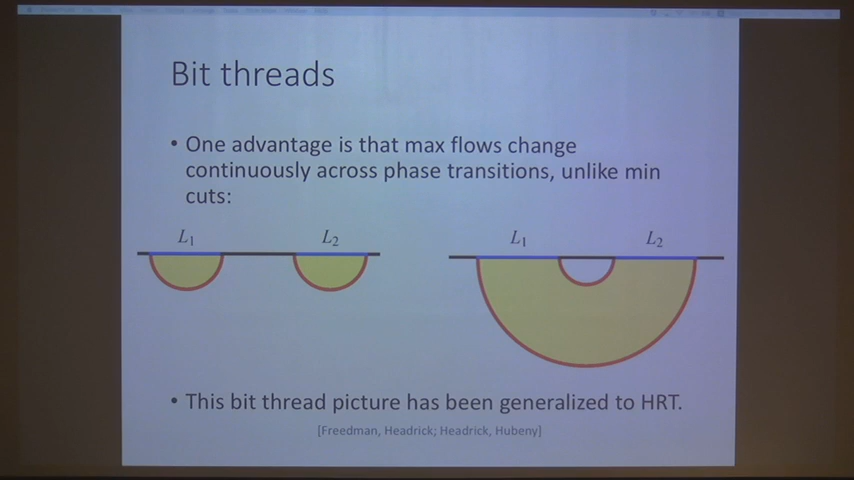 Bit threads
• One advantage is that max flows change
continuously across phase transitions, unlike min
cuts:
L1 L2 L1 L2
• This bit thread picture has been generalized to HRT.
[Freedman, Headrick; Headrick, Hubeny]